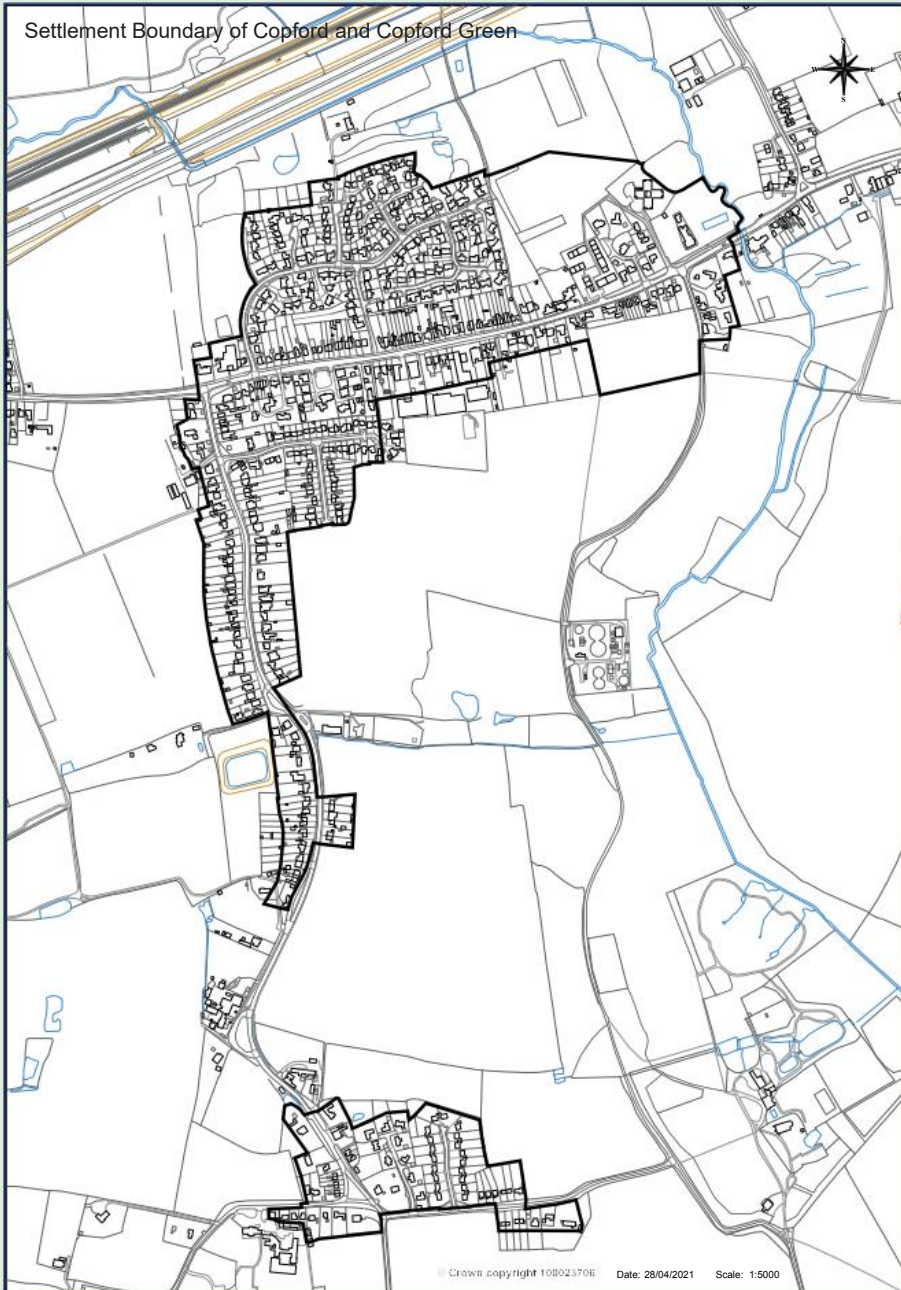 Settlement Boundary of Copford and Copford Green
N
W E
S
© Crown copyright 100023706 Date: 28/04/2021 Scale: 1:5000